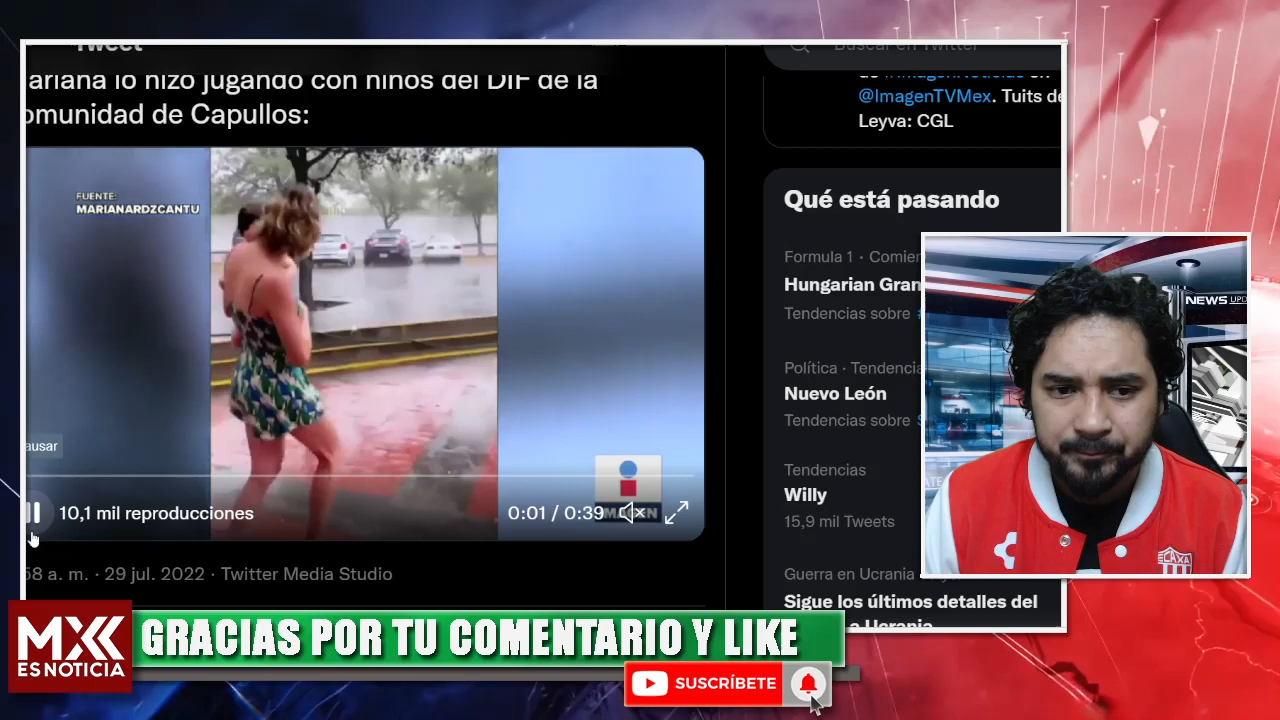 Tweet
ariana lo hizo jugando con niños del DIF de la
omunidad de Capullos:
FUENTE:
MARIANARDZCANTU
ausar
10,1 mil reproducciones
0:01 / 0:39
IMAGEN
58 a. m. · 29 jul. 2022 · Twitter Media Studio
Buscar en Twitter
@ImagenTVMex. Tuits de
Leyva: CGL
Qué está pasando
Formula 1 · Comien
Hungarian Gran
Tendencias sobre
Política · Tendencia
Nuevo León
Tendencias sobre
Tendencias
Willy
15,9 mil Tweets
Guerra en Ucrania
Sigue los últimos detalles del
a Ucrania
NEWS UPD
ECAXA
MX
ES NOTICIA
GRACIAS POR TU COMENTARIO Y LIKE
SUSCRÍBETE